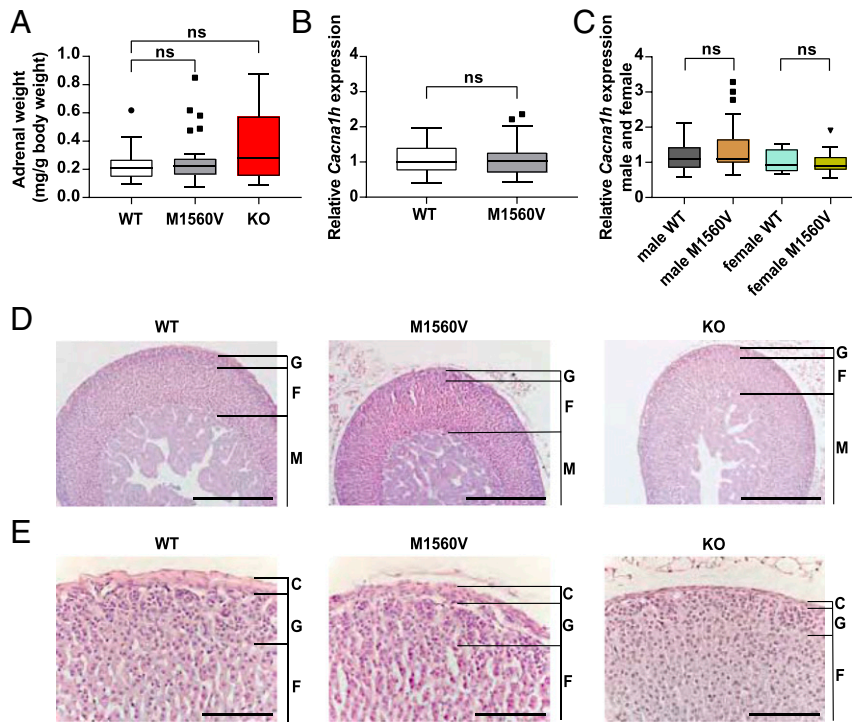 A
ns
ns
Adrenal weight
(mg/g body weight)
1.0
0.8
0.6
0.4
0.2
0.0
WT
M1560V
KO
B
Relative Cacna1h expression
4
3
2
1
0
ns
WT
M1560V
C
Relative Cacna1h expression
male and female
4
3
2
1
0
ns
ns
male WT
male M1560V
female WT
female M1560V
D
WT
G
F
M
M1560V
G
F
M
KO
G
F
M
E
WT
C
G
F
M1560V
C
G
F
KO
C
G
F